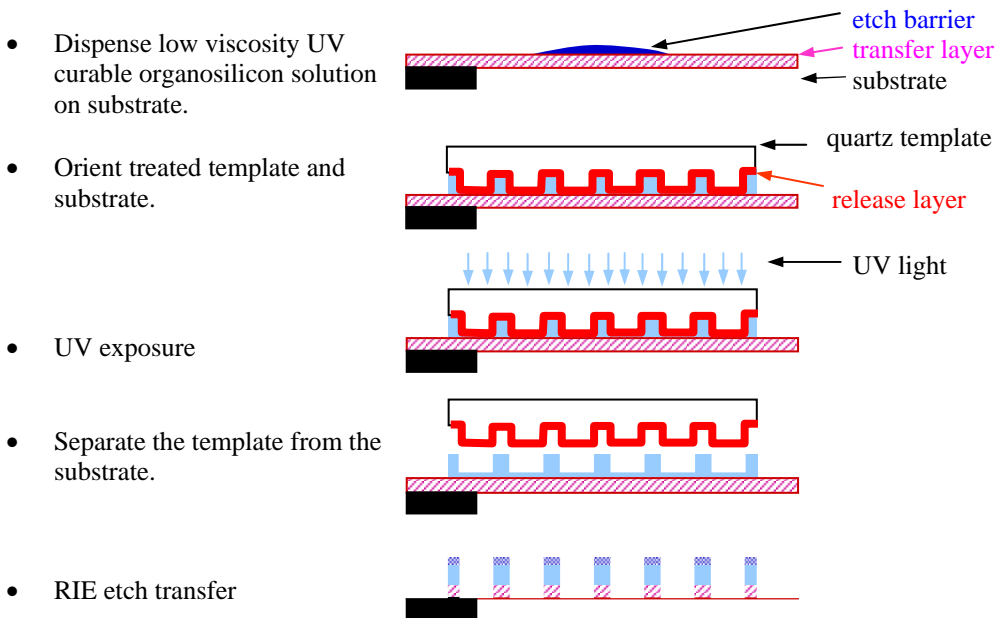 • Dispense low viscosity UV
curable organosilicon solution
on substrate.
etch barrier
transfer layer
substrate
• Orient treated template and
substrate.
quartz template
release layer
UV light
• UV exposure
• Separate the template from the
substrate.
• RIE etch transfer